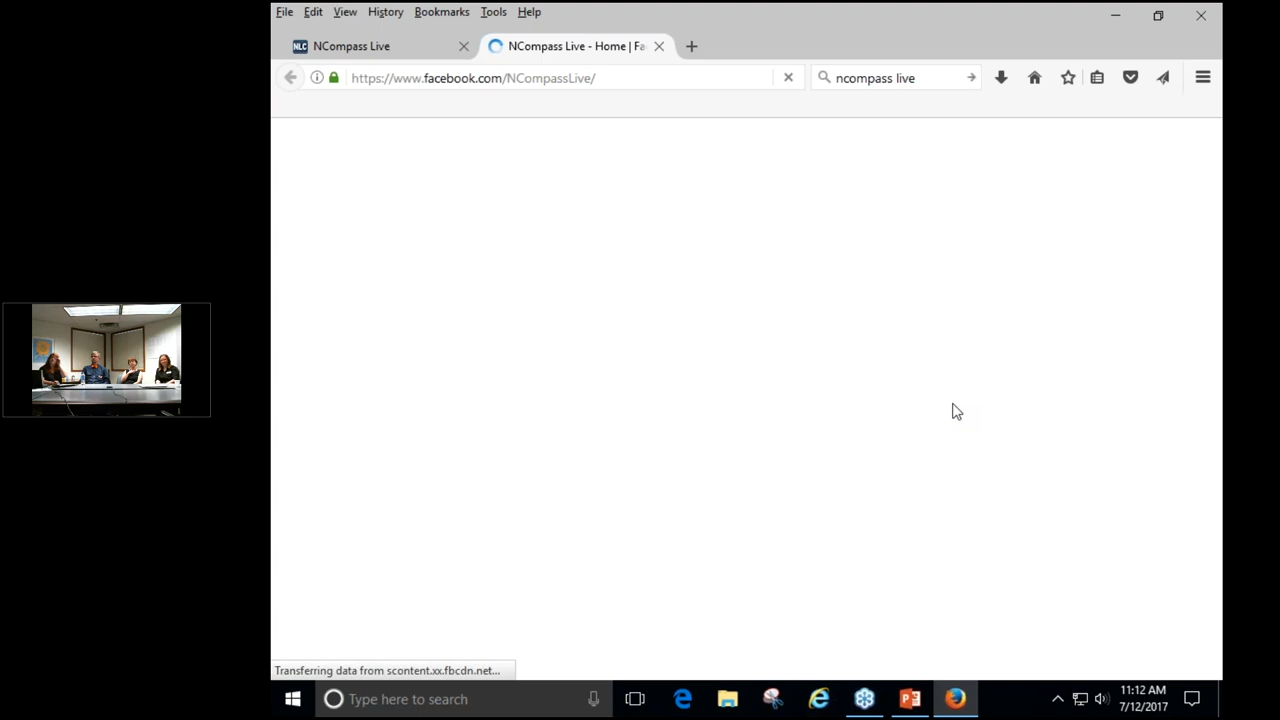 File Edit View History Bookmarks Tools Help
NLC NCompass Live NCompass Live - Home | Fa
https://www.facebook.com/NCompassLive/ ncompass live
Transferring data from scontent.xx.fbcdn.net...
Type here to search 11:12 AM
7/12/2017